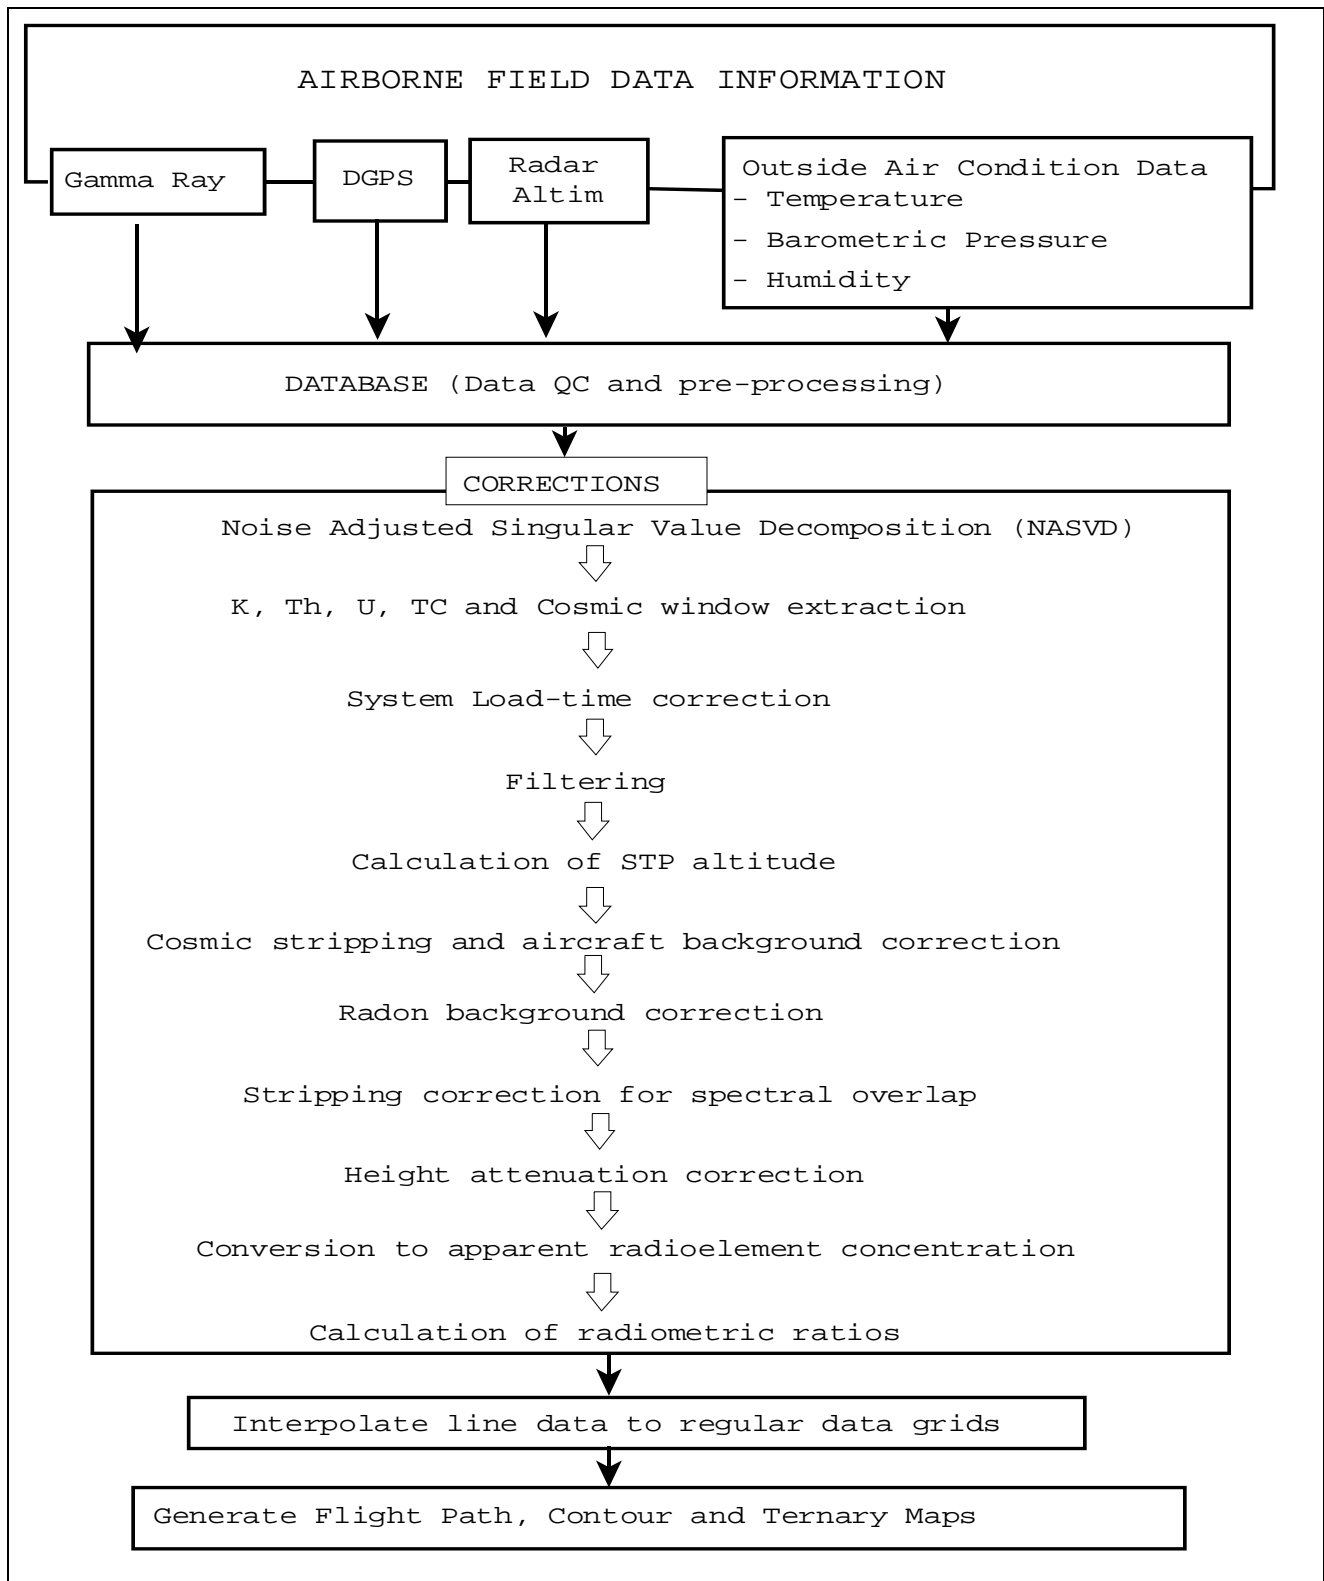 AIRBORNE FIELD DATA INFORMATION
Gamma Ray
DGPS
Radar
Altim
Outside Air Condition Data
- Temperature
- Barometric Pressure
- Humidity
DATABASE (Data QC and pre-processing)
CORRECTIONS
Noise Adjusted Singular Value Decomposition (NASVD)
K, Th, U, TC and Cosmic window extraction
System Load-time correction
Filtering
Calculation of STP altitude
Cosmic stripping and aircraft background correction
Radon background correction
Stripping correction for spectral overlap
Height attenuation correction
Conversion to apparent radioelement concentration
Calculation of radiometric ratios
Interpolate line data to regular data grids
Generate Flight Path, Contour and Ternary Maps